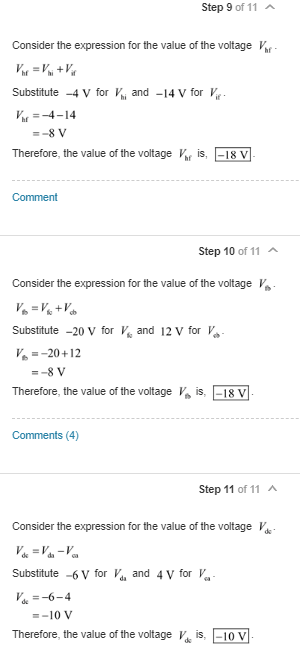 Step 9 of 11
Consider the expression for the value of the voltage V_hf.
V_hf = V_hi + V_if
Substitute −4 V for V_hi and −14 V for V_if.
V_hf = −4−14
= −8 V
Therefore, the value of the voltage V_hf is, −18 V.
Comment
Step 10 of 11
Consider the expression for the value of the voltage V_fb.
V_fb = V_fc + V_cb
Substitute −20 V for V_fc and 12 V for V_cb.
V_fb = −20+12
= −8 V
Therefore, the value of the voltage V_fb is, −18 V.
Comments (4)
Step 11 of 11
Consider the expression for the value of the voltage V_dc.
V_dc = V_da − V_ca
Substitute −6 V for V_da and 4 V for V_ca.
V_dc = −6−4
= −10 V
Therefore, the value of the voltage V_dc is, −10 V.